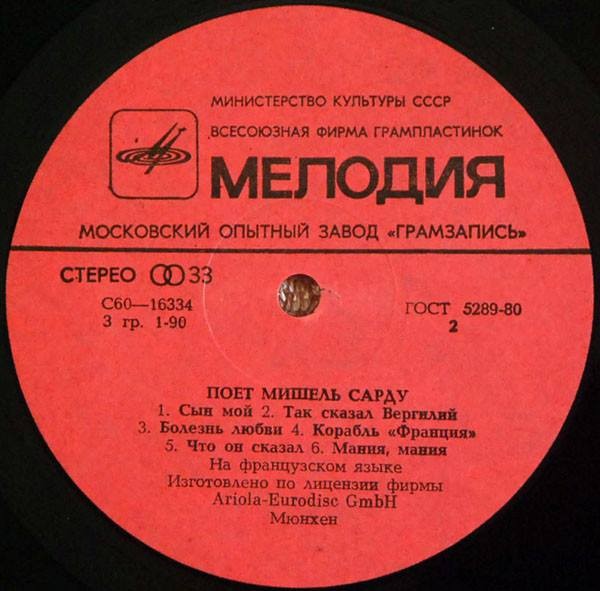 МИНИСТЕРСТВО КУЛЬТУРЫ СССР
ВСЕСОЮЗНАЯ ФИРМА ГРАМПЛАСТИНОК
МЕЛОДИЯ
МОСКОВСКИЙ ОПЫТНЫЙ ЗАВОД «ГРАМЗАПИСЬ»
СТЕРЕО 33
С60—16334
3 гр. 1-90
ГОСТ 5289-80
2
ПОЕТ МИШЕЛЬ САРДУ
1. Сын мой 2. Так сказал Вергилий
3. Болезнь любви 4. Корабль «Франция»
5. Что он сказал 6. Мания, мания
На французском языке
Изготовлено по лицензии фирмы
Ariola-Eurodisc GmbH
Мюнхен